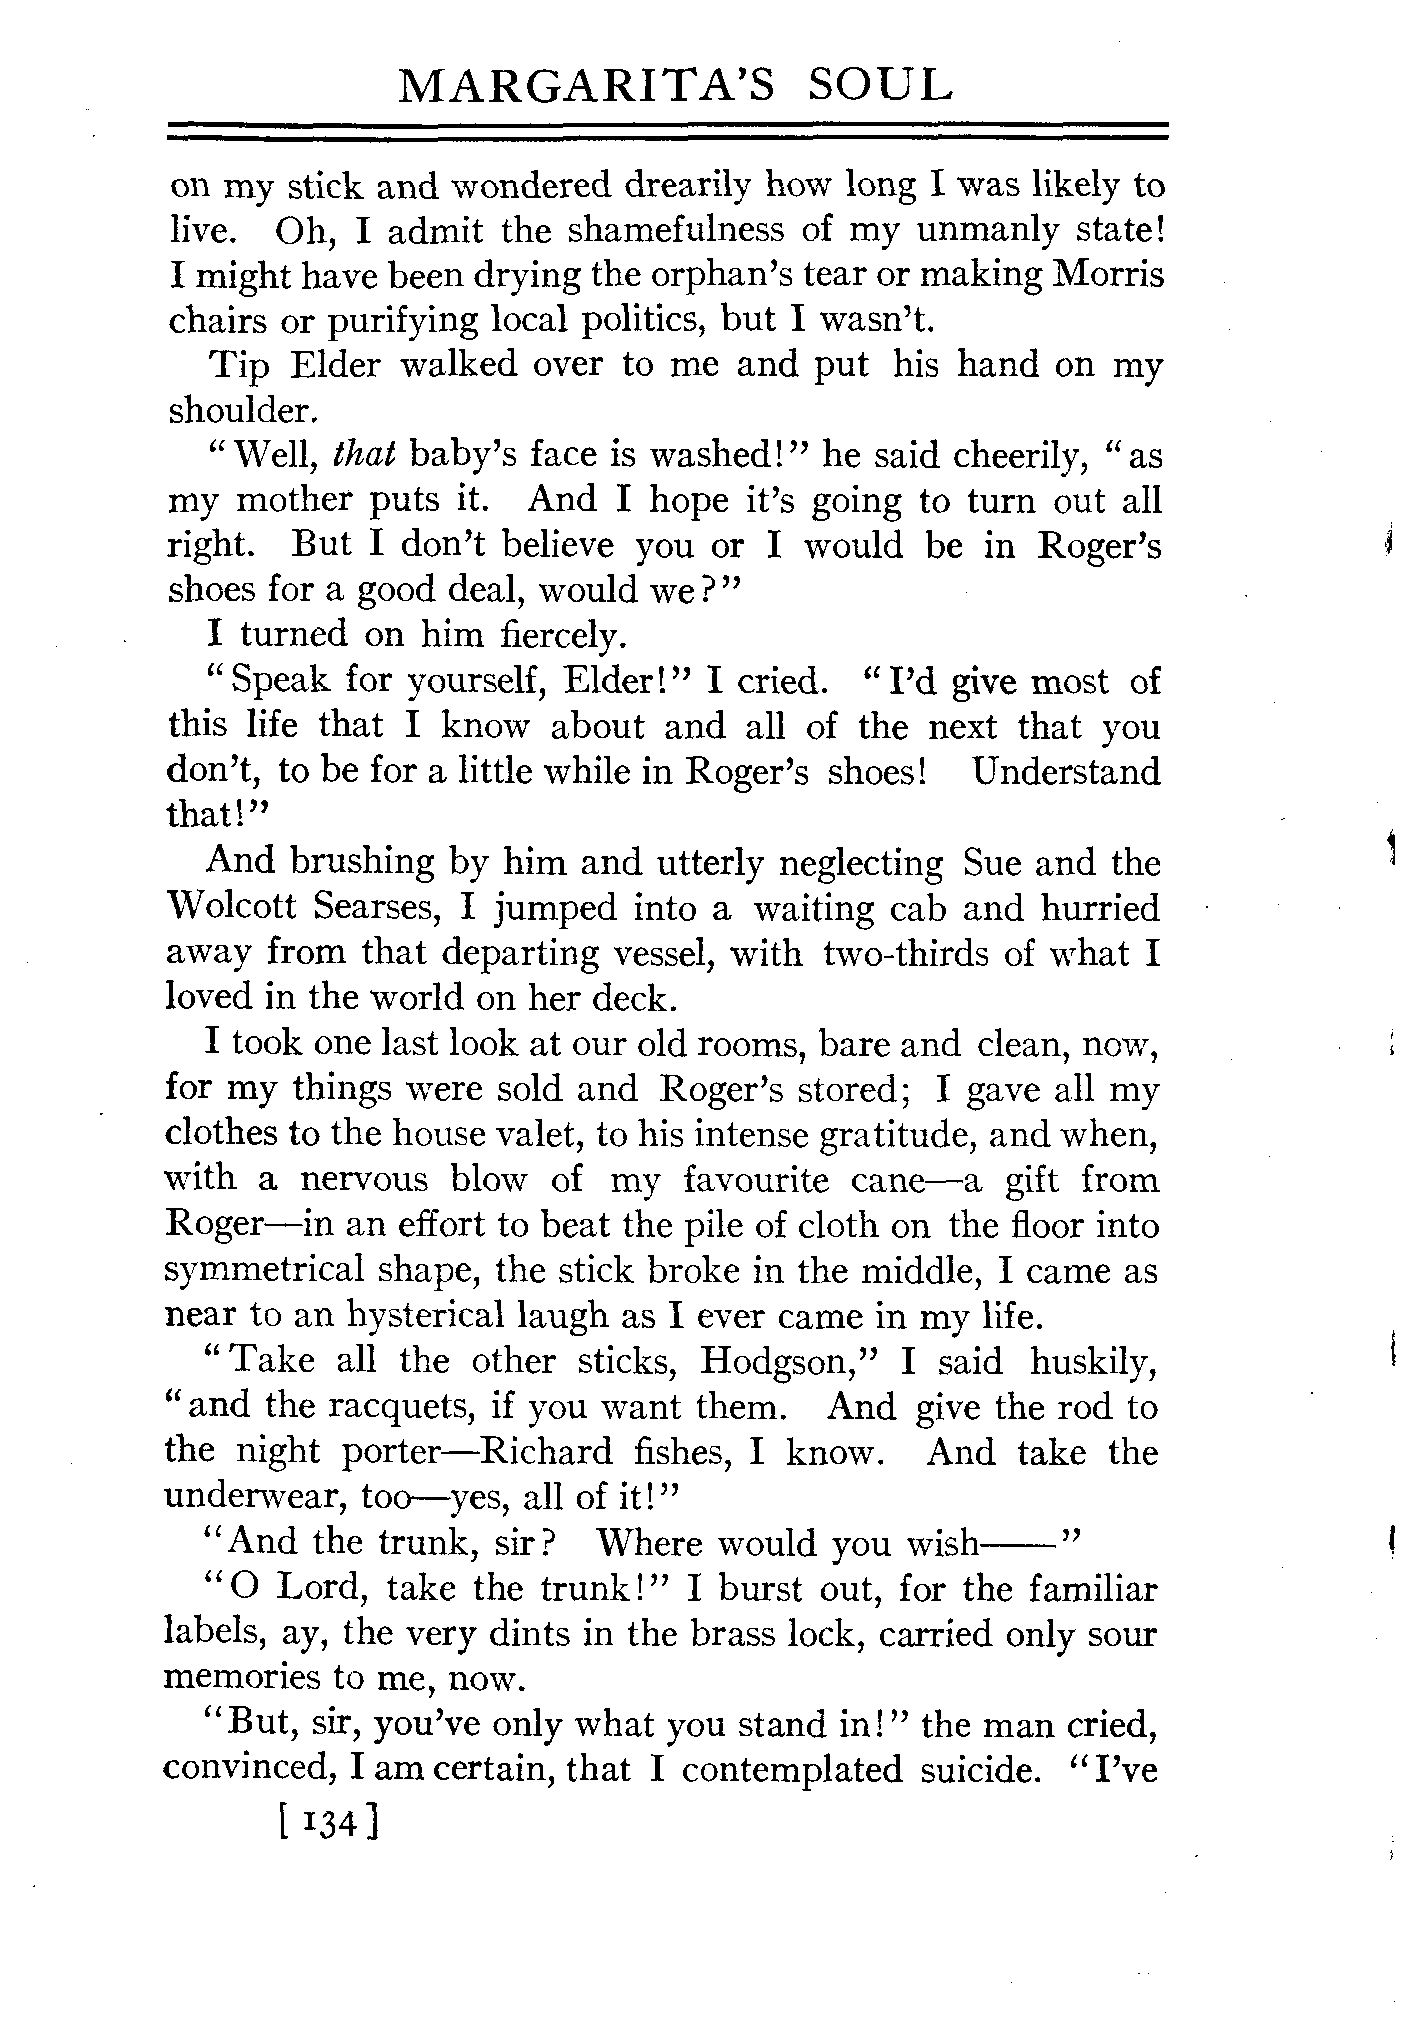 MARGARITA'S SOUL
on my stick and wondered drearily how long I was likely to
live. Oh, I admit the shamefulness of my unmanly state!
I might have been drying the orphan's tear or making Morris
chairs or purifying local politics, but I wasn't.
Tip Elder walked over to me and put his hand on my
shoulder.
"Well, that baby's face is washed!" he said cheerily, "as
my mother puts it. And I hope it's going to turn out all
right. But I don't believe you or I would be in Roger's
shoes for a good deal, would we?"
I turned on him fiercely.
"Speak for yourself, Elder!" I cried. "I'd give most of
this life that I know about and all of the next that you
don't, to be for a little while in Roger's shoes! Understand
that!"
And brushing by him and utterly neglecting Sue and the
Wolcott Searses, I jumped into a waiting cab and hurried
away from that departing vessel, with two-thirds of what I
loved in the world on her deck.
I took one last look at our old rooms, bare and clean, now,
for my things were sold and Roger's stored; I gave all my
clothes to the house valet, to his intense gratitude, and when,
with a nervous blow of my favourite cane—a gift from
Roger—in an effort to beat the pile of cloth on the floor into
symmetrical shape, the stick broke in the middle, I came as
near to an hysterical laugh as I ever came in my life.
"Take all the other sticks, Hodgson," I said huskily,
"and the racquets, if you want them. And give the rod to
the night porter—Richard fishes, I know. And take the
underwear, too—yes, all of it!"
"And the trunk, sir? Where would you wish——"
"O Lord, take the trunk!" I burst out, for the familiar
labels, ay, the very dints in the brass lock, carried only sour
memories to me, now.
"But, sir, you've only what you stand in!" the man cried,
convinced, I am certain, that I contemplated suicide. "I've
[ 134 ]